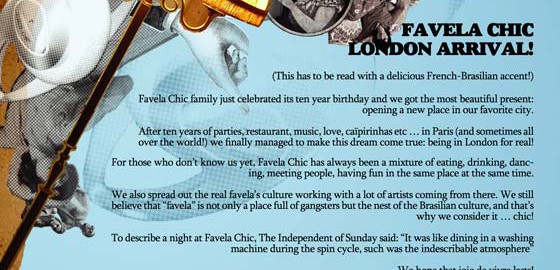 FAVELA CHIC
LONDON ARRIVAL!
(This has to be read with a delicious French-Brasilian accent!)
Favela Chic family just celebrated its ten year birthday and we got the most beautiful present:
opening a new place in our favorite city.
After ten years of parties, restaurant, music, love, caïpirinhas etc ... in Paris (and sometimes all
over the world!) we finally managed to make this dream come true: being in London for real!
For those who don't know us yet, Favela Chic has always been a mixture of eating, drinking, danc-
ing, meeting people, having fun in the same place at the same time.
We also spread out the real favela's culture working with a lot of artists coming from there. We still
believe that "favela" is not only a place full of gangsters but the nest of the Brasilian culture, and that's
why we consider it ... chic!
To describe a night at Favela Chic, The Independent of Sunday said: "It was like dining in a washing
machine during the spin cycle, such was the indescribable atmosphere"
We hope that joie de vivre lasts!